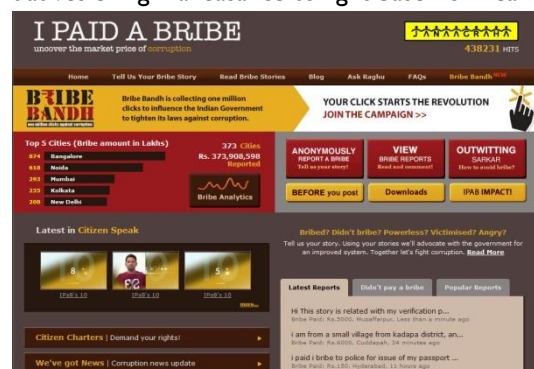 I PAID A BRIBE
uncover the market price of corruption
438231 HITS
Home Tell Us Your Bribe Story Read Bribe Stories Blog Ask Raghu FAQs Bribe Bandh NEW
BRIBE BANDH
Bribe Bandh is collecting one million
clicks to influence the Indian Government
to tighten its laws against corruption.
YOUR CLICK STARTS THE REVOLUTION
JOIN THE CAMPAIGN >>
Top 5 Cities (Bribe amount in Lakhs)
874 Bangalore
618 Noida
293 Mumbai
235 Kolkata
200 New Delhi
373 Cities
Rs. 373,908,598
Reported
Bribe Analytics
ANONYMOUSLY
REPORT A BRIBE
Tell us your story!
VIEW
BRIBE REPORTS
Read and comment!
OUTWITTING
SARKAR
How to avoid bribe?
BEFORE you post
Downloads
IPAB IMPACT!
Latest in Citizen Speak
IPaB's 10
IPaB's 10
IPaB's 10
more...
Bribed? Didn't bribe? Powerless? Victimised? Angry?
Tell us your story. Using your stories we'll advocate with the government for
an improved system. Together let's fight corruption. Read More
Latest Reports Didn't pay a bribe Popular Reports
Hi This story is related with my verification p...
Bribe Paid: Rs.5000, Muzaffarpur, Less than a minute ago
i am from a small village from kadapa district, an...
Bribe Paid: Rs.6000, Cuddapah, 24 minutes ago
i paid i bribe to police for issue of my passport ...
Bribe Paid: Rs.150, Hyderabad, 11 hours ago
Citizen Charters | Demand your rights!
We've got News | Corruption news update